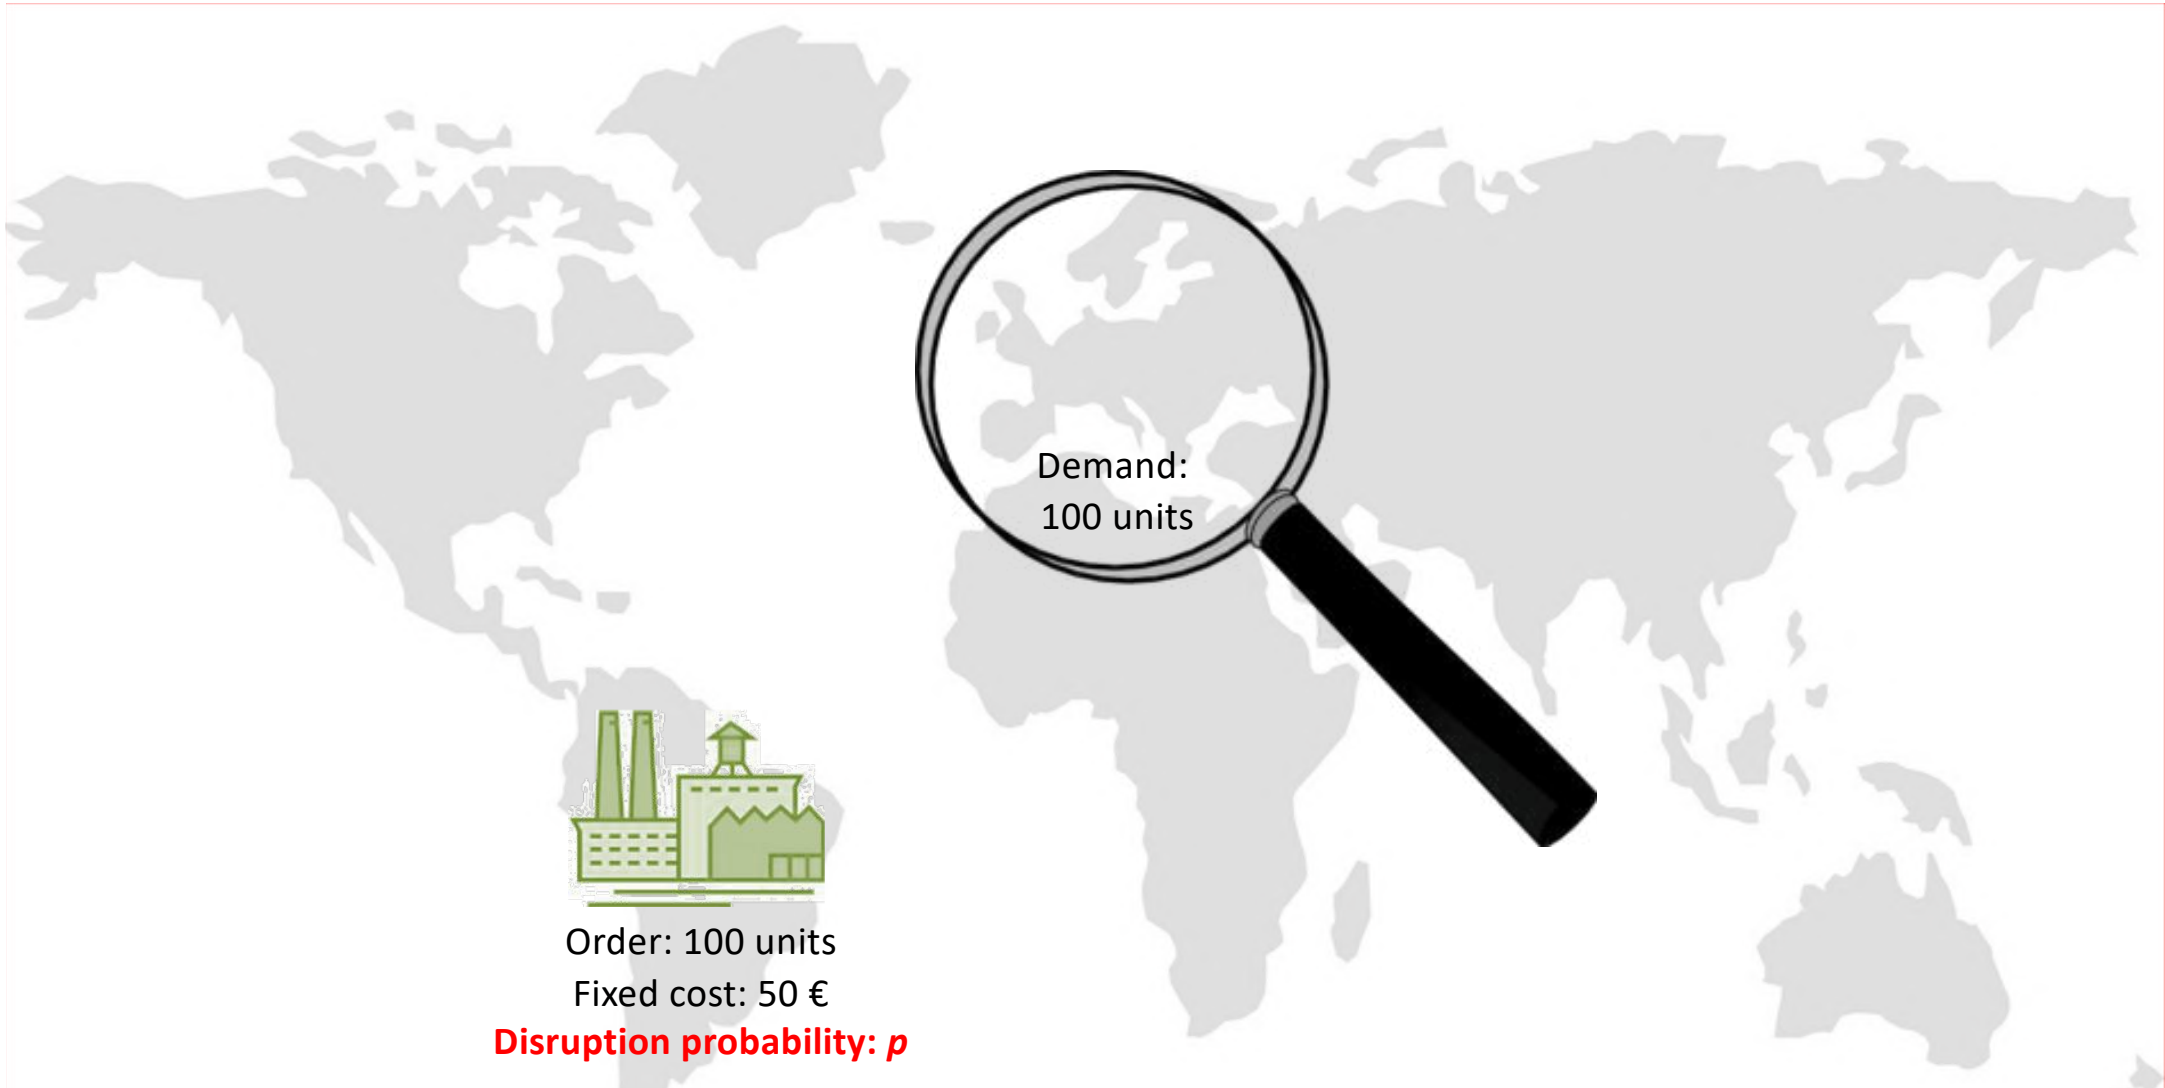 Demand:
100 units
Order: 100 units
Fixed cost: 50 €
Disruption probability: p